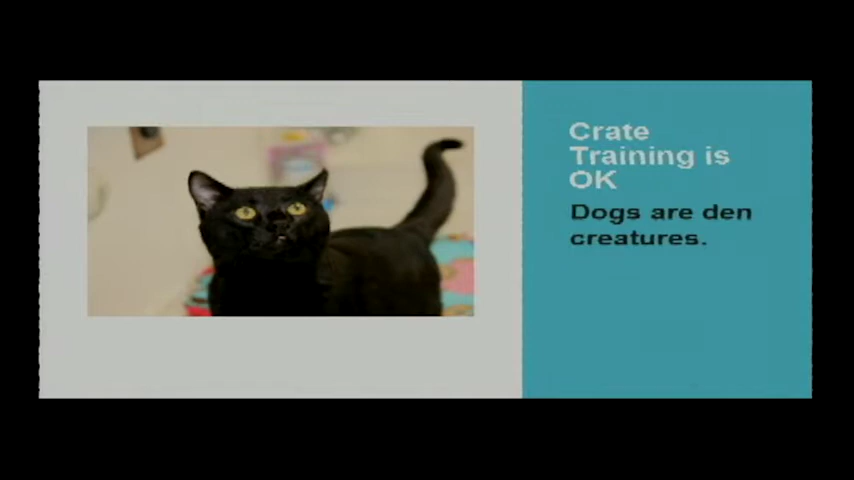 Crate
Training is
OK
Dogs are den
creatures.